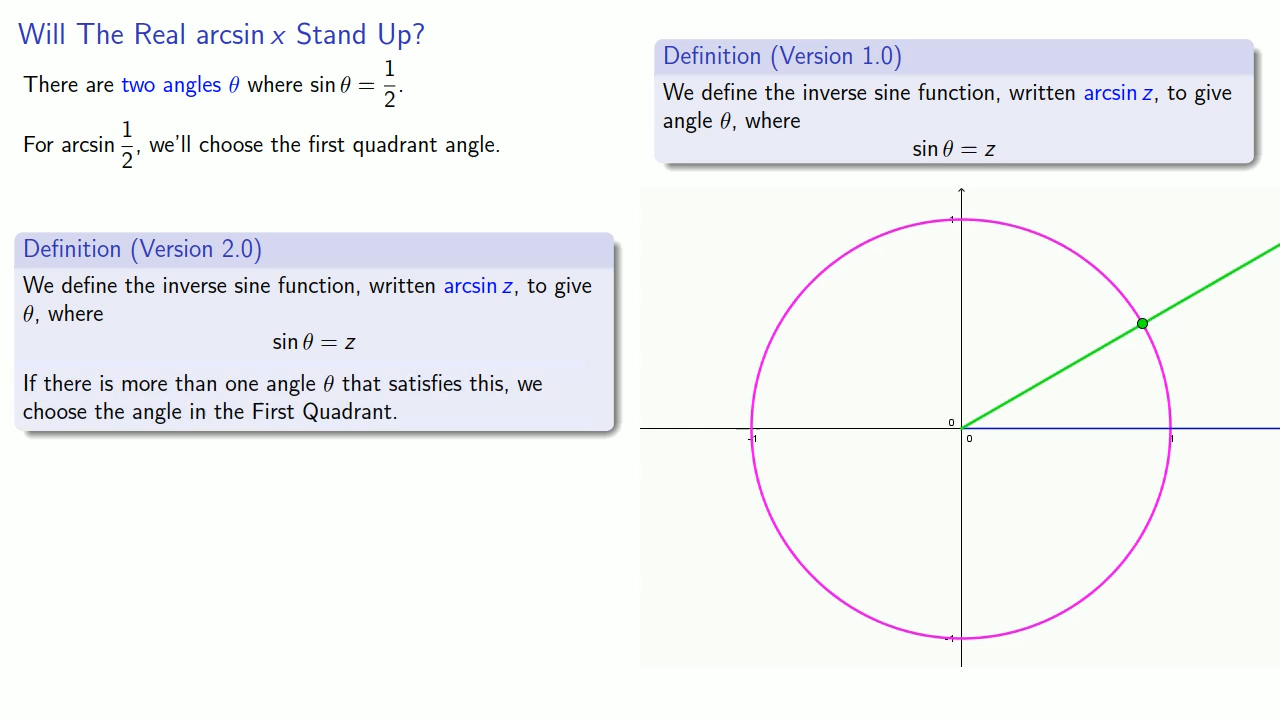 Will The Real arcsin x Stand Up?
There are two angles θ where sin θ = 1/2.
For arcsin 1/2, we'll choose the first quadrant angle.
Definition (Version 2.0)
We define the inverse sine function, written arcsin z, to give
θ, where
sin θ = z
If there is more than one angle θ that satisfies this, we
choose the angle in the First Quadrant.
Definition (Version 1.0)
We define the inverse sine function, written arcsin z, to give
angle θ, where
sin θ = z
1
0
-1
0
1
-1